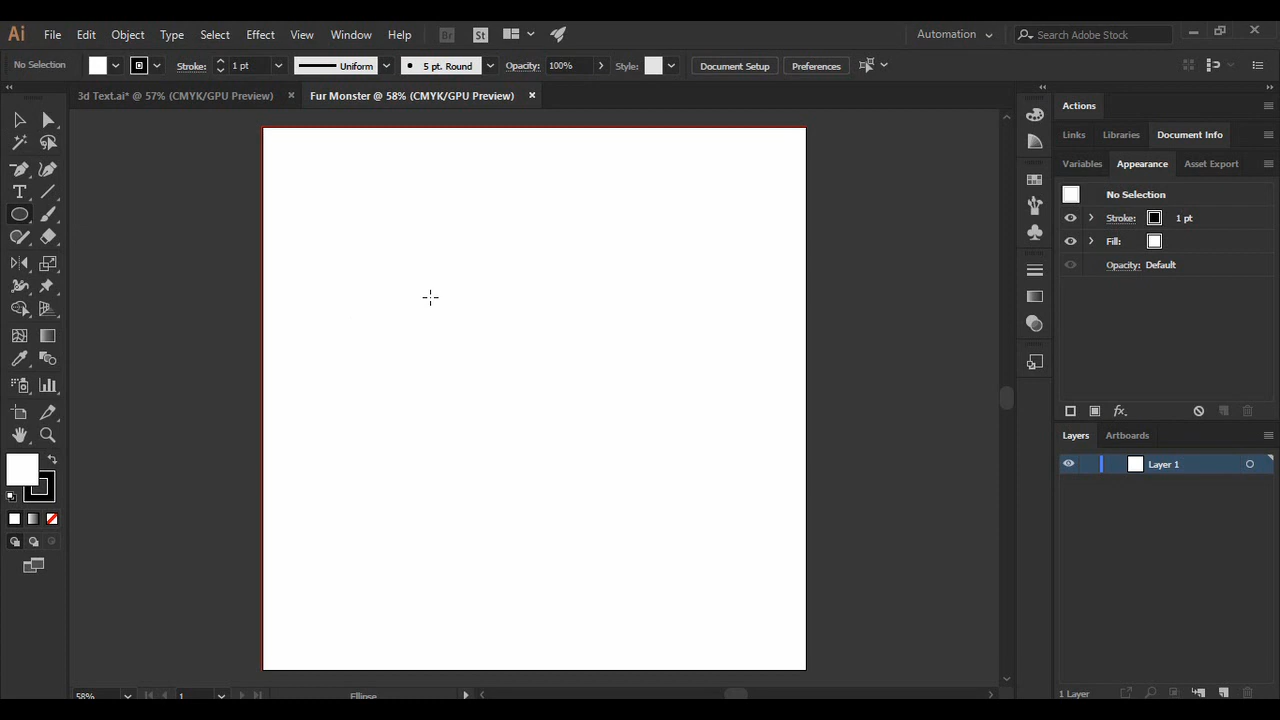 Ai File Edit Object Type Select Effect View Window Help Br St Automation Search Adobe Stock
No Selection Stroke: 1 pt Uniform 5 pt. Round Opacity: 100% Style: Document Setup Preferences
3d Text.ai* @ 57% (CMYK/GPU Preview) × Fur Monster @ 58% (CMYK/GPU Preview) ×
Actions
Links Libraries Document Info
Variables Appearance Asset Export
No Selection
Stroke: 1 pt
Fill:
Opacity: Default
fx
Layers Artboards
Layer 1
58% 1 Ellipse 1 Layer